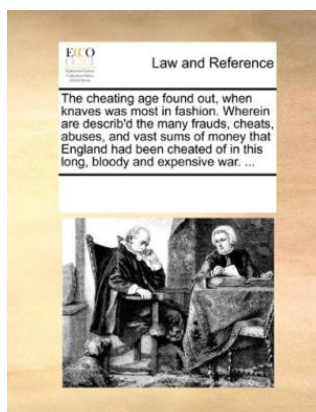 ECCO
Law and Reference
The cheating age found out, when
knaves was most in fashion. Wherein
are describ'd the many frauds, cheats,
abuses, and vast sums of money that
England had been cheated of in this
long, bloody and expensive war. ...